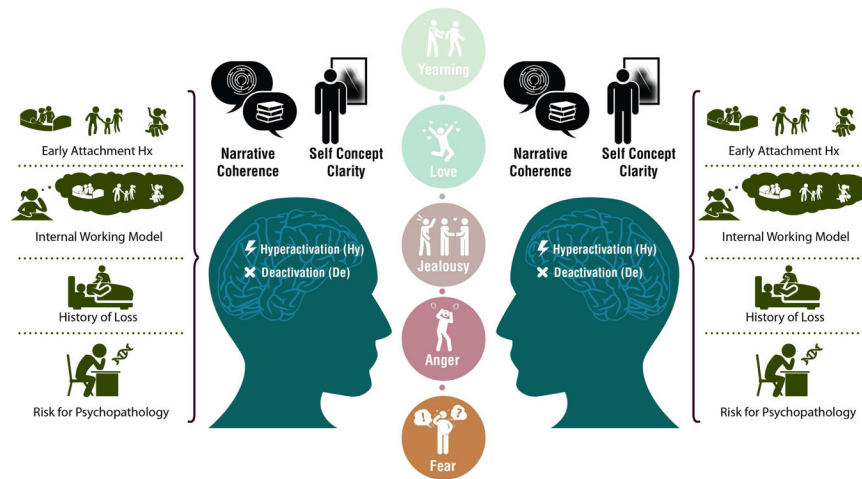 Early Attachment Hx
Internal Working Model
History of Loss
Risk for Psychopathology
Narrative
Coherence
Self Concept
Clarity
Hyperactivation (Hy)
Deactivation (De)
Yearning
Love
Jealousy
Anger
! ?
Fear
Narrative
Coherence
Self Concept
Clarity
Hyperactivation (Hy)
Deactivation (De)
Early Attachment Hx
Internal Working Model
History of Loss
Risk for Psychopathology